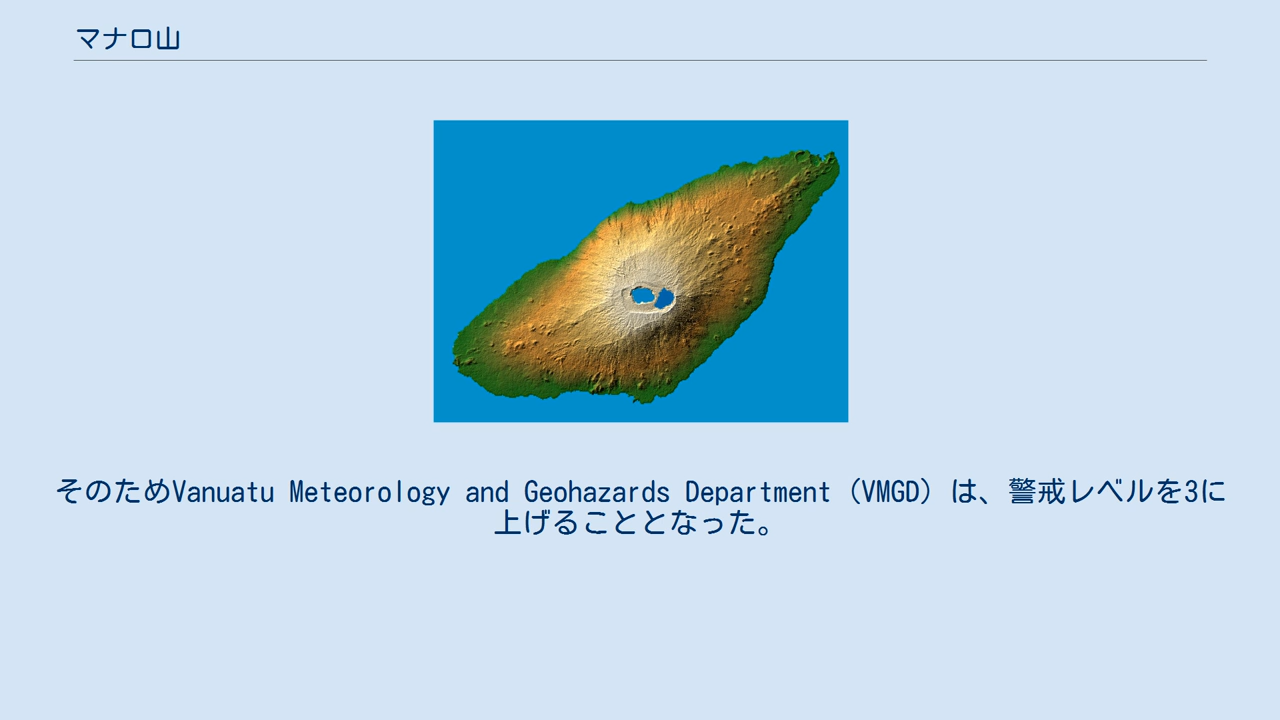 マナロ山
そのためVanuatu Meteorology and Geohazards Department（VMGD）は、警戒レベルを3に
上げることとなった。